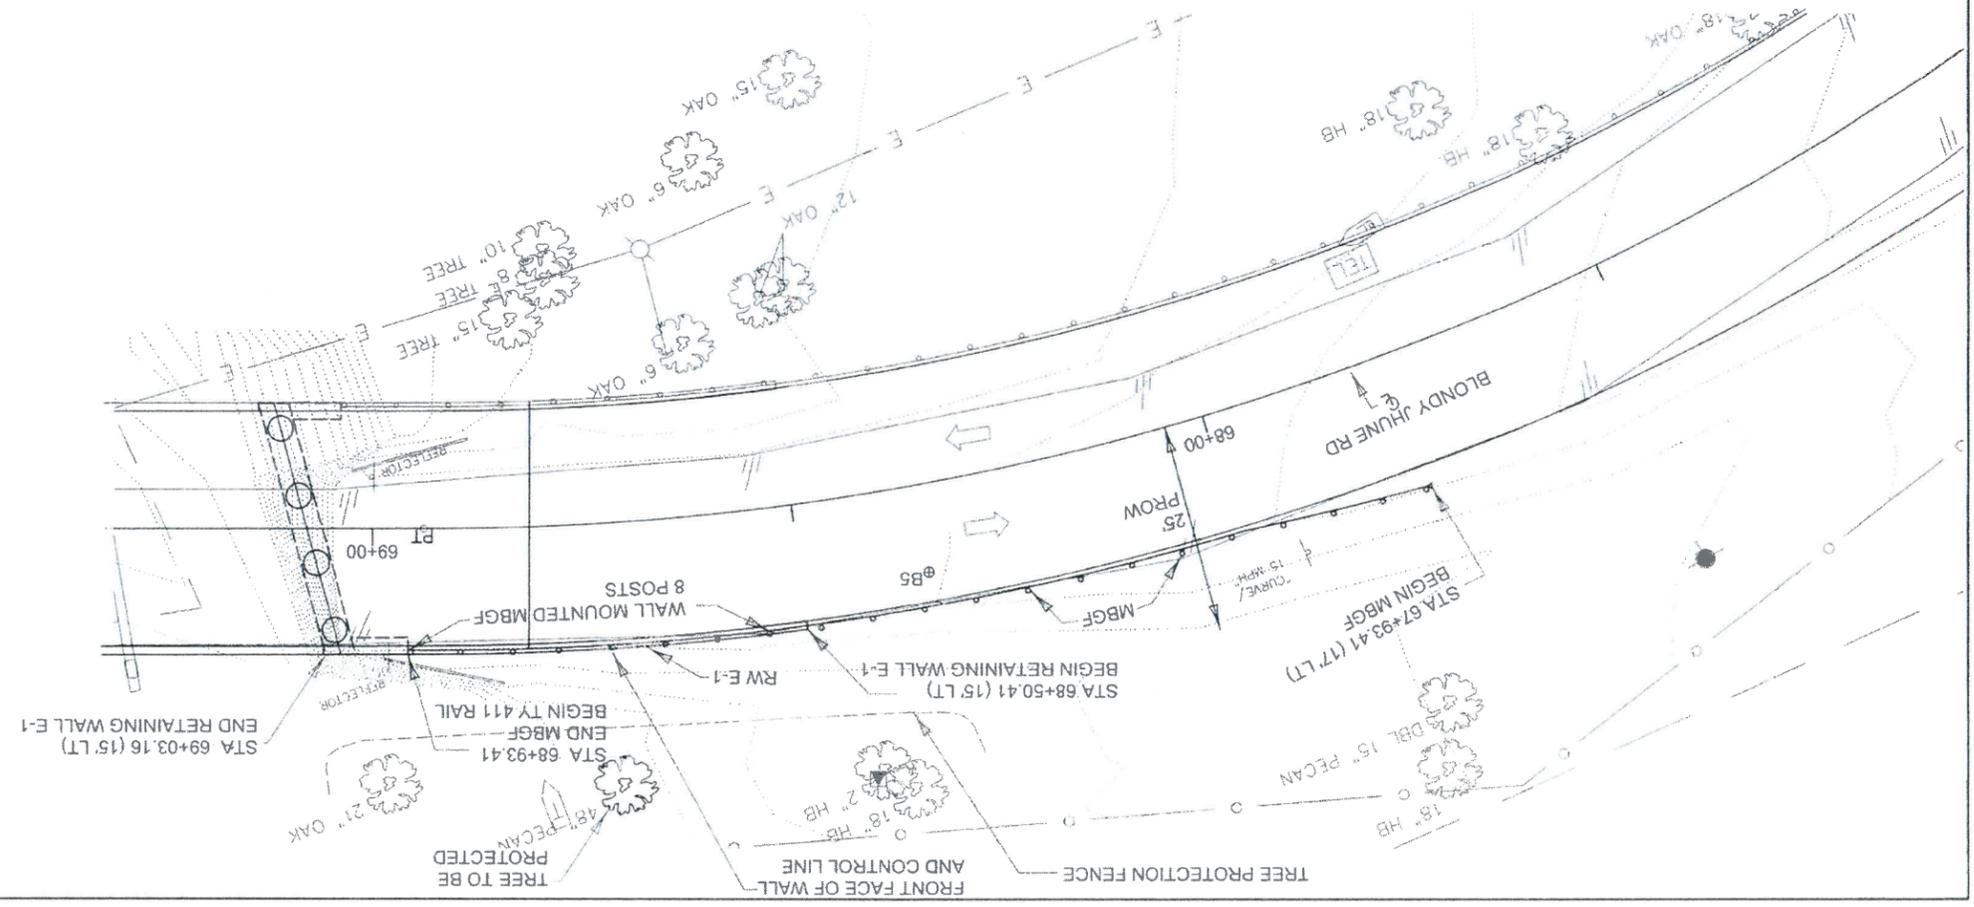 TREE PROTECTION FENCE
FRONT FACE OF WALL
AND CONTROL LINE
TREE TO BE
PROTECTED
18" HB
DBL 15" PECAN
18" HB
2" HB
48" PECAN
T
21" OAK
STA 67+93.41 (17' LT)
BEGIN MBGF
STA 68+50.41 (15' LT)
BEGIN RETAINING WALL E-1
RW E-1
STA 68+93.41
END MBGF
BEGIN TY 411 RAIL
STA 69+03.16 (15' LT)
END RETAINING WALL E-1
REFLECTOR
"CURVE/
15 MPH"
MBGF
WALL MOUNTED MBGF
8 POSTS
B5
25'
PROW
PT
69+00
68+00
BLONDY JHUNE RD
REFLECTOR
TEL
6" OAK
15" TREE
8" TREE
10" TREE
12" OAK
6" OAK
15" OAK
18" HB
18" HB
18" OAK
E
E
E
E
E
E
E
E